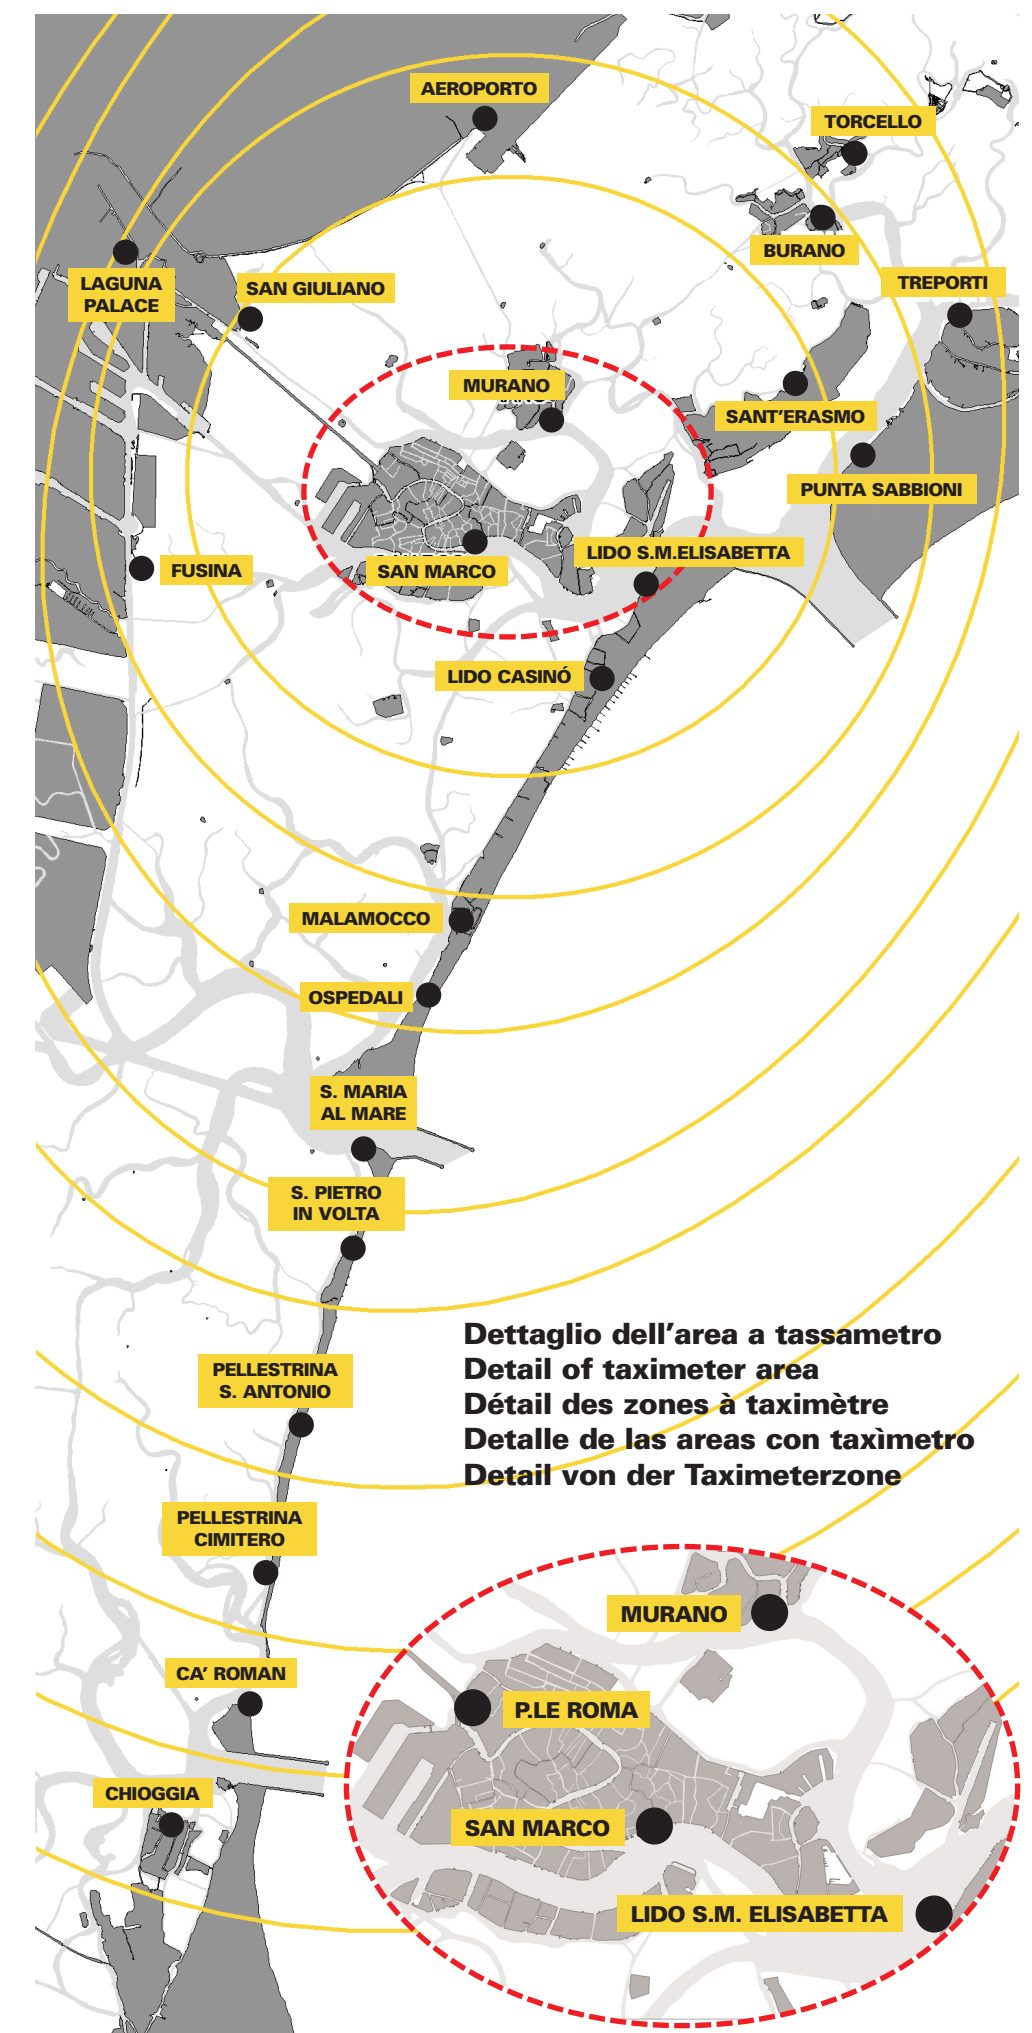 AEROPORTO
TORCELLO
BURANO
LAGUNA
PALACE
SAN GIULIANO
TREPORTI
MURANO
SANT'ERASMO
PUNTA SABBIONI
LIDO S.M.ELISABETTA
FUSINA
SAN MARCO
LIDO CASINÓ
MALAMOCCO
OSPEDALI
S. MARIA
AL MARE
S. PIETRO
IN VOLTA
Dettaglio dell'area a tassametro
Detail of taximeter area
Détail des zones à taximètre
Detalle de las areas con taxìmetro
Detail von der Taximeterzone
PELLESTRINA
S. ANTONIO
PELLESTRINA
CIMITERO
MURANO
CA' ROMAN
P.LE ROMA
CHIOGGIA
SAN MARCO
LIDO S.M. ELISABETTA